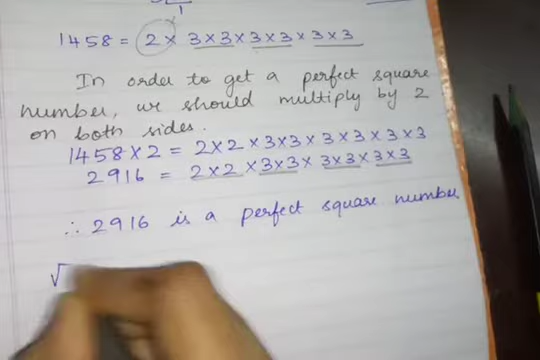 1458 = 2 × 3×3×3×3×3×3
In order to get a perfect square
number, we should multiply by 2
on both sides.
1458×2 = 2×2×3×3×3×3×3×3
2916 = 2×2×3×3×3×3×3×3
∴ 2916 is a perfect square number
√